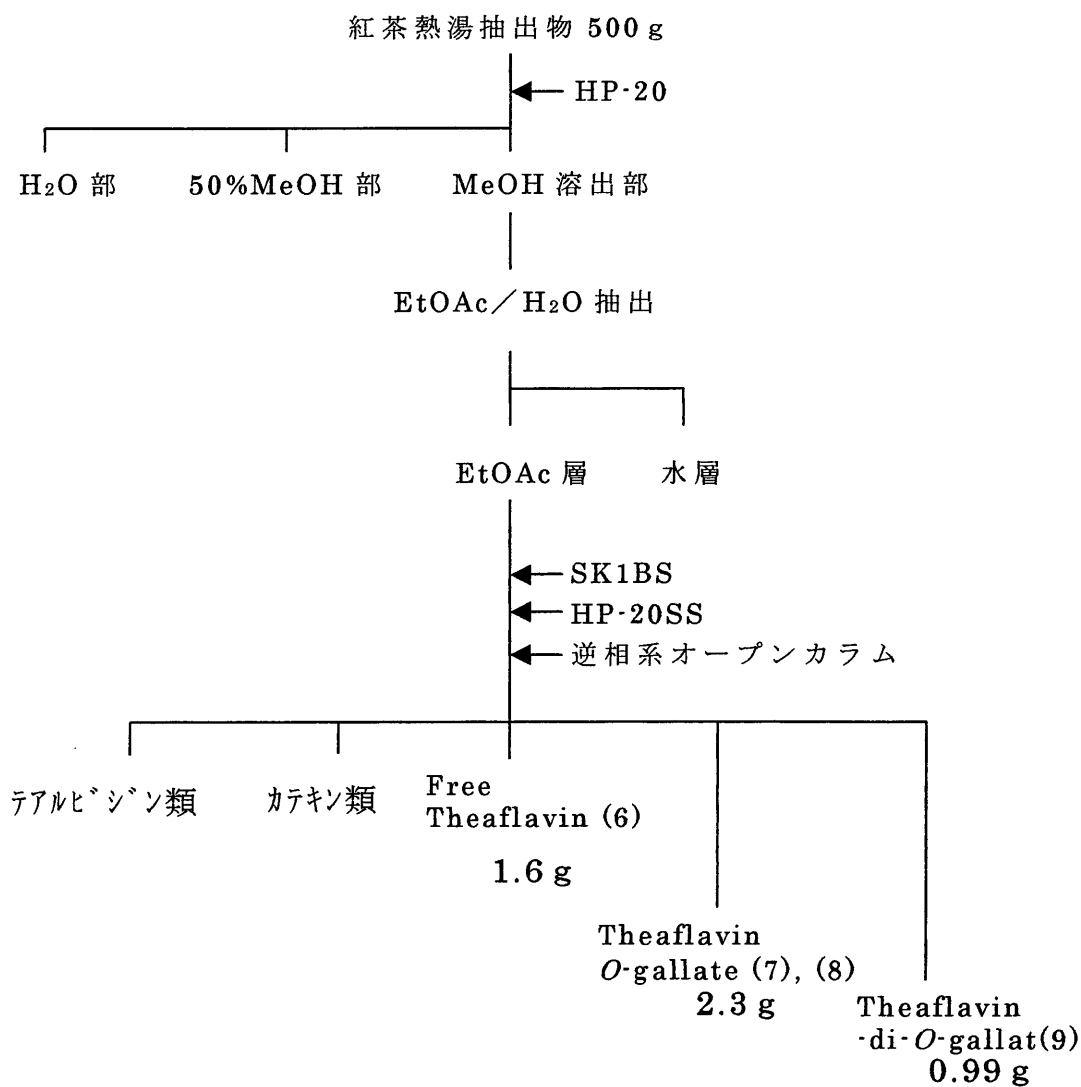 紅茶熱湯抽出物 500 g
HP-20
H₂O 部 50%MeOH 部 MeOH 溶出部
EtOAc／H₂O 抽出
EtOAc 層 水層
SK1BS
HP-20SS
逆相系オープンカラム
テアルビジン類 カテキン類 Free
Theaflavin (6)
1.6 g
Theaflavin
O-gallate (7), (8)
2.3 g
Theaflavin
-di-O-gallat(9)
0.99 g